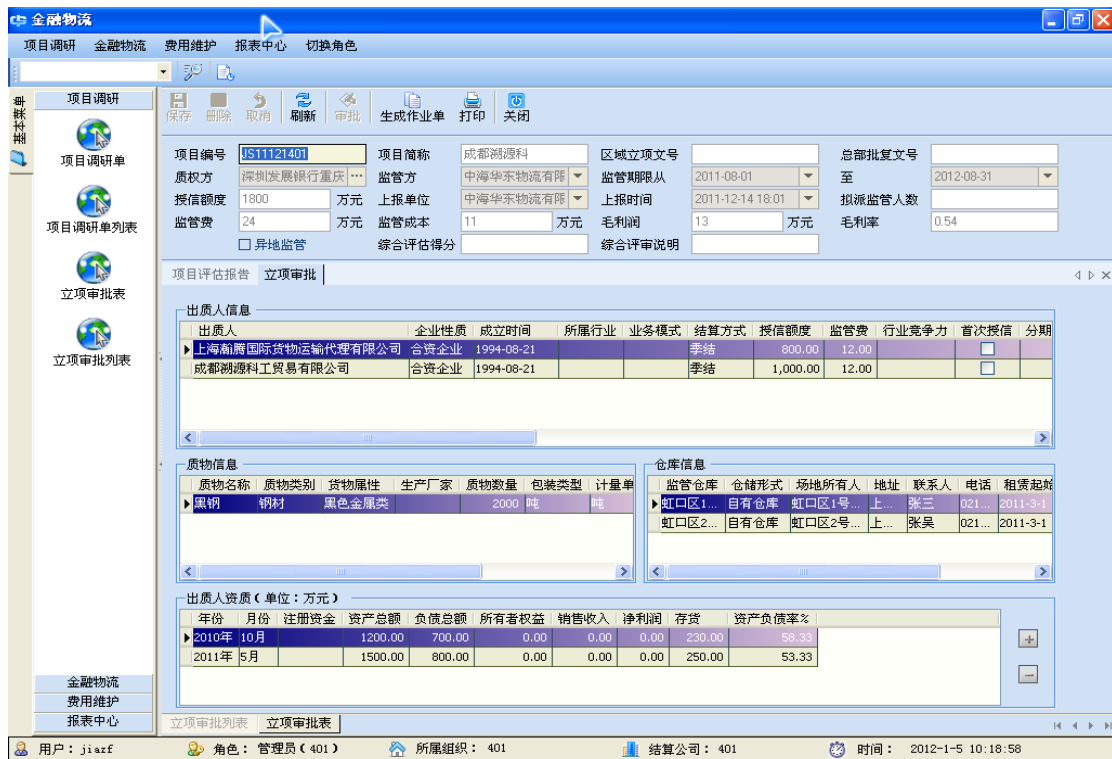 金融物流
项目调研 金融物流 费用维护 报表中心 切换角色
基本菜单
项目调研
项目调研单
项目调研单列表
立项审批表
立项审批列表
金融物流
费用维护
报表中心
保存 删除 取消 刷新 审批 生成作业单 打印 关闭
项目编号 JS11121401 项目简称 成都溯源科 区域立项文号 总部批复文号
质权方 深圳发展银行重庆 ··· 监管方 中海华东物流有限 监管期限从 2011-08-01 至 2012-08-31
授信额度 1800 万元 上报单位 中海华东物流有限 上报时间 2011-12-14 18:01 拟派监管人数
监管费 24 万元 监管成本 11 万元 毛利润 13 万元 毛利率 0.54
异地监管 综合评估得分 综合评审说明
项目评估报告 立项审批
出质人信息
出质人 企业性质 成立时间 所属行业 业务模式 结算方式 授信额度 监管费 行业竞争力 首次授信 分期
上海瀚腾国际货物运输代理有限公司 合资企业 1994-08-21 季结 800.00 12.00
成都溯源科工贸易有限公司 合资企业 1994-08-21 季结 1,000.00 12.00
质物信息
质物名称 质物类别 货物属性 生产厂家 质物数量 包装类型 计量单
黑钢 钢材 黑色金属类 2000 吨 吨
仓库信息
监管仓库 仓储形式 场地所有人 地址 联系人 电话 租赁起始
虹口区1... 自有仓库 虹口区1号... 上... 张三 021... 2011-3-1
虹口区2... 自有仓库 虹口区2号... 上... 张吴 021... 2011-3-1
出质人资质(单位：万元)
年份 月份 注册资金 资产总额 负债总额 所有者权益 销售收入 净利润 存货 资产负债率%
2010年 10月 1200.00 700.00 0.00 0.00 0.00 230.00 58.33
2011年 5月 1500.00 800.00 0.00 0.00 0.00 250.00 53.33
立项审批列表 立项审批表
用户：jiazf 角色：管理员(401) 所属组织：401 结算公司：401 时间：2012-1-5 10:18:58